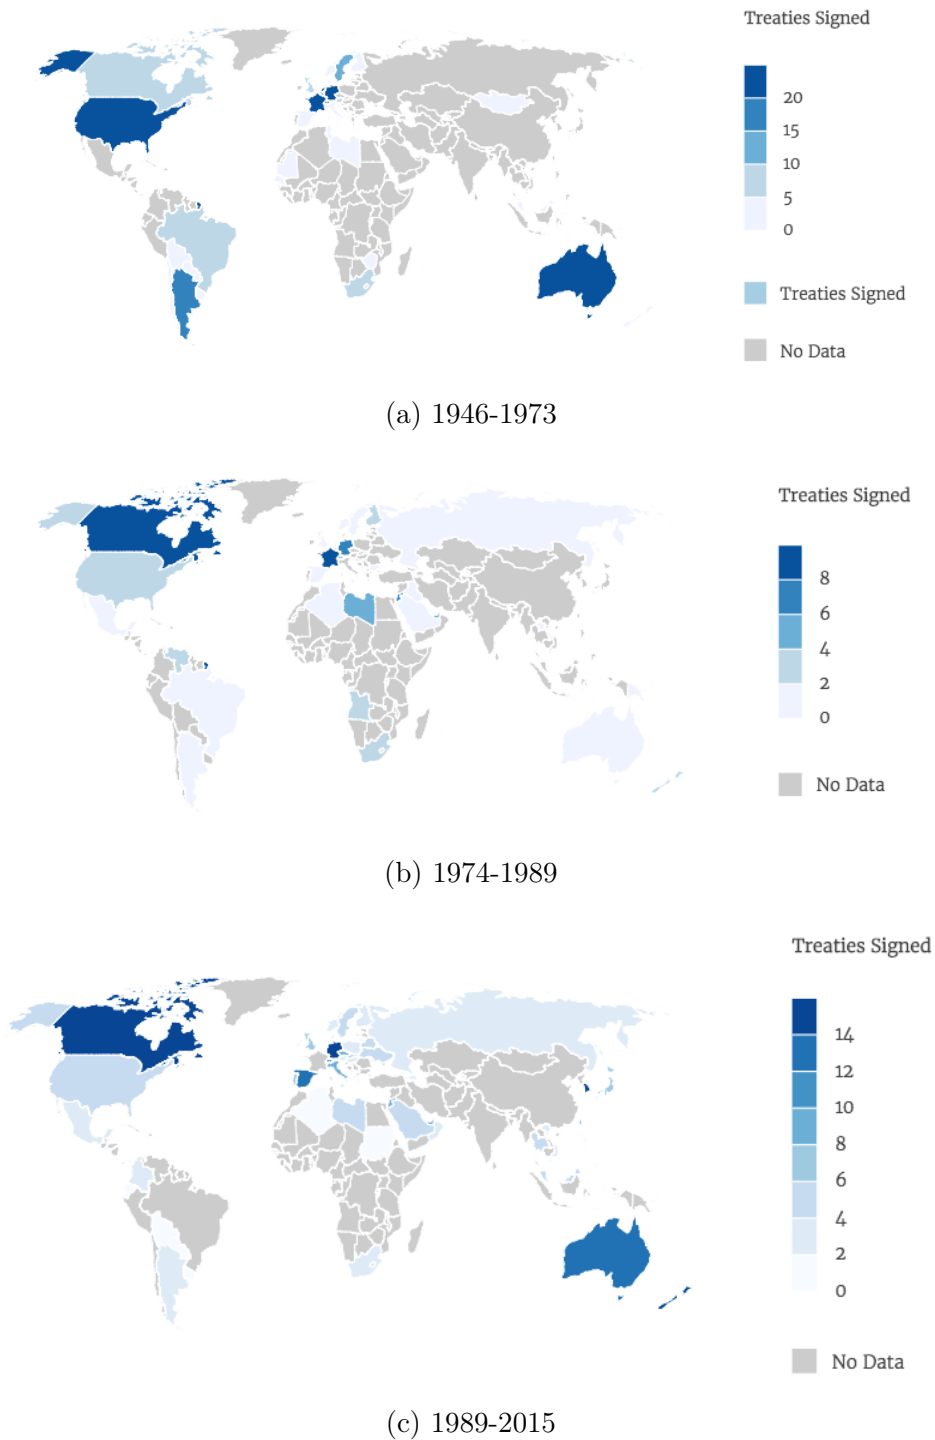 Treaties Signed
20
15
10
5
0
Treaties Signed
No Data
(a) 1946-1973
Treaties Signed
8
6
4
2
0
No Data
(b) 1974-1989
Treaties Signed
14
12
10
8
6
4
2
0
No Data
(c) 1989-2015